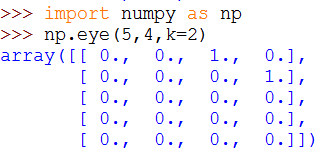 >>> import numpy as np
>>> np.eye(5,4,k=2)
array([[ 0.,  0.,  1.,  0.],
       [ 0.,  0.,  0.,  1.],
       [ 0.,  0.,  0.,  0.],
       [ 0.,  0.,  0.,  0.],
       [ 0.,  0.,  0.,  0.]])